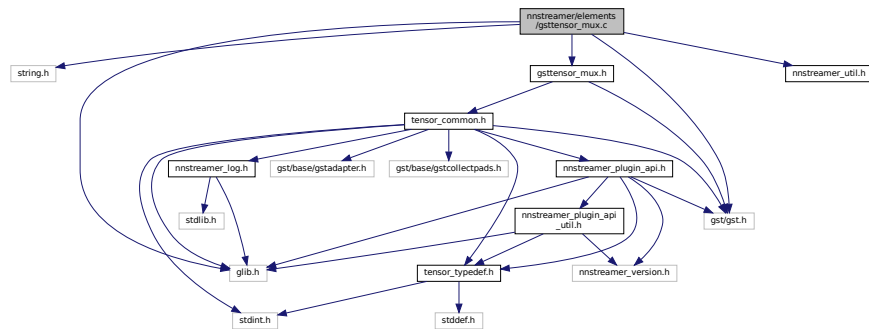 nnstreamer/elements
/gsttensor_mux.c
string.h
gsttensor_mux.h
nnstreamer_util.h
tensor_common.h
nnstreamer_log.h
gst/base/gstadapter.h
gst/base/gstcollectpads.h
nnstreamer_plugin_api.h
stdlib.h
nnstreamer_plugin_api
_util.h
gst/gst.h
glib.h
tensor_typedef.h
nnstreamer_version.h
stdint.h
stddef.h